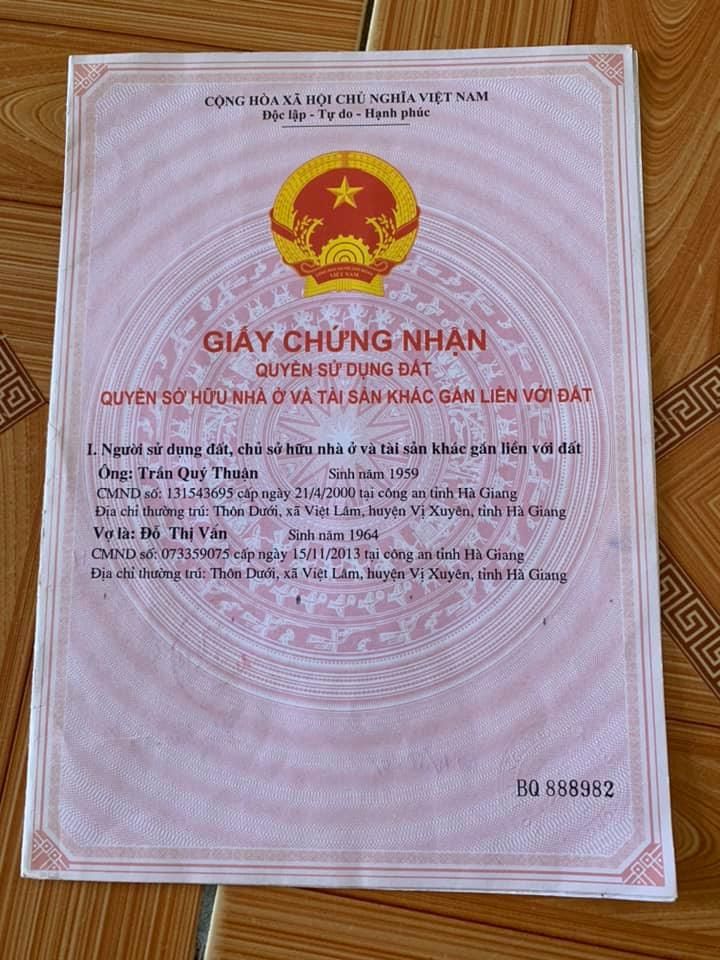 CỘNG HÒA XÃ HỘI CHỦ NGHĨA VIỆT NAM
Độc lập - Tự do - Hạnh phúc
VIỆT NAM
GIẤY CHỨNG NHẬN
QUYỀN SỬ DỤNG ĐẤT
QUYỀN SỞ HỮU NHÀ Ở VÀ TÀI SẢN KHÁC GẮN LIỀN VỚI ĐẤT
I. Người sử dụng đất, chủ sở hữu nhà ở và tài sản khác gắn liền với đất
Ông: Trần Quý Thuận Sinh năm 1959
CMND số: 131543695 cấp ngày 21/4/2000 tại công an tỉnh Hà Giang
Địa chỉ thường trú: Thôn Dưới, xã Việt Lâm, huyện Vị Xuyên, tỉnh Hà Giang
Vợ là: Đỗ Thị Vấn Sinh năm 1964
CMND số: 073359075 cấp ngày 15/11/2013 tại công an tỉnh Hà Giang
Địa chỉ thường trú: Thôn Dưới, xã Việt Lâm, huyện Vị Xuyên, tỉnh Hà Giang
BQ 888982